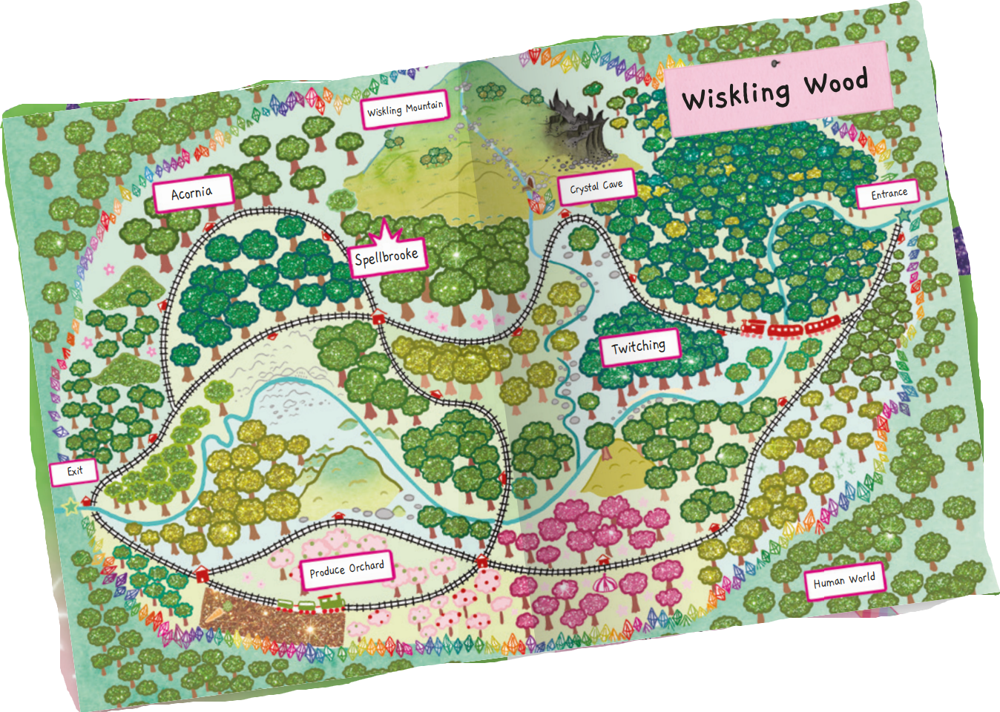 Wiskling Wood
Wiskling Mountain
Acornia
Crystal Cave
Entrance
Spellbrooke
Twitching
Exit
Produce Orchard
Human World